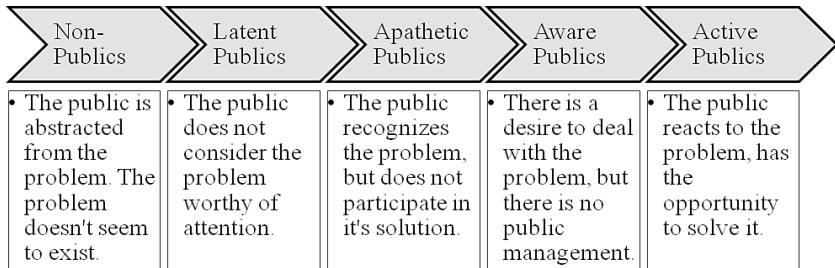 Non-
Publics
Latent
Publics
Apathetic
Publics
Aware
Publics
Active
Publics
• The public is
abstracted
from the
problem. The
problem
doesn't seem
to exist.
• The public
does not
consider the
problem
worthy of
attention.
• The public
recognizes
the problem,
but does not
participate in
it's solution.
• There is a
desire to deal
with the
problem, but
there is no
public
management.
• The public
reacts to the
problem, has
the
opportunity
to solve it.